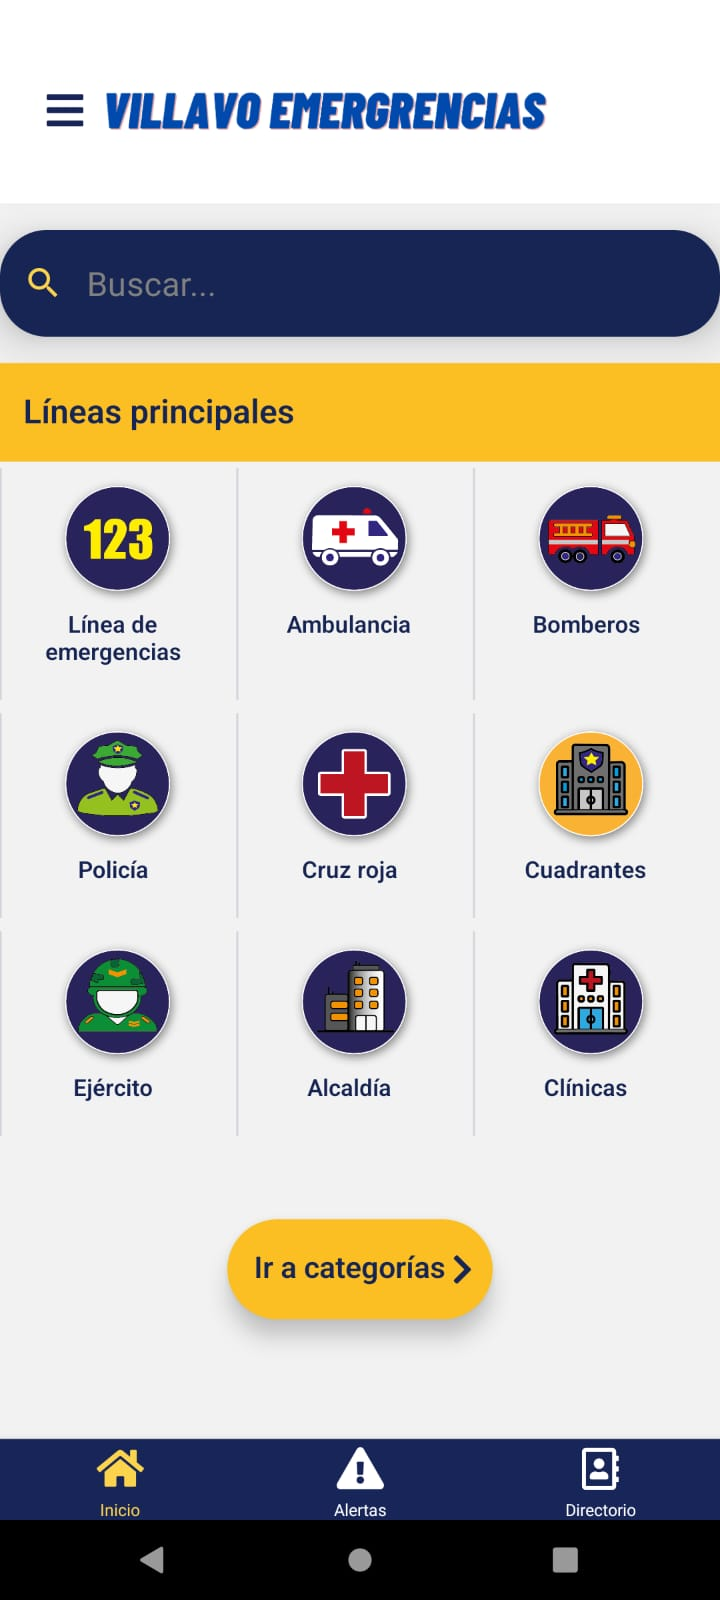 VILLAVO EMERGRENCIAS
Buscar...
Líneas principales
123
Línea de
emergencias
Ambulancia
Bomberos
Policía
Cruz roja
Cuadrantes
Ejército
Alcaldía
Clínicas
Ir a categorías
Inicio
Alertas
Directorio